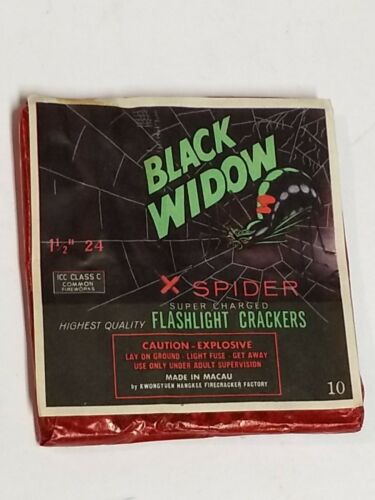 BLACK
WIDOW
1½" 24
ICC CLASS C
COMMON
FIREWORKS
X SPIDER
SUPER CHARGED
HIGHEST QUALITY FLASHLIGHT CRACKERS
CAUTION - EXPLOSIVE
LAY ON GROUND - LIGHT FUSE - GET AWAY
USE ONLY UNDER ADULT SUPERVISION
MADE IN MACAU
by KWONGYUEN HANGKEE FIRECRACKER FACTORY
10